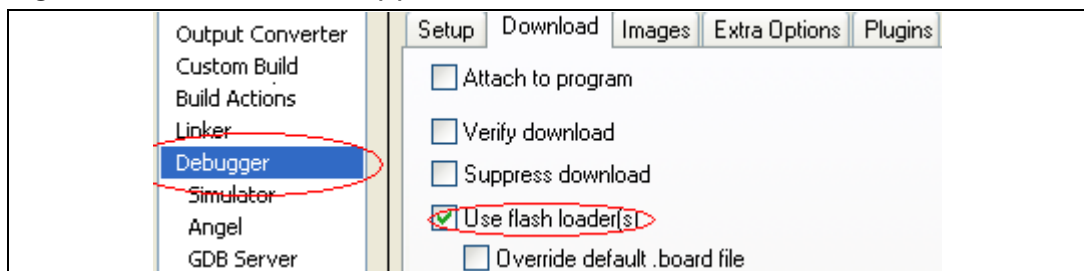 Output Converter
Custom Build
Build Actions
Linker
Debugger
Simulator
Angel
GDB Server
Setup Download Images Extra Options Plugins
Attach to program
Verify download
Suppress download
Use flash loader(s)
Override default .board file